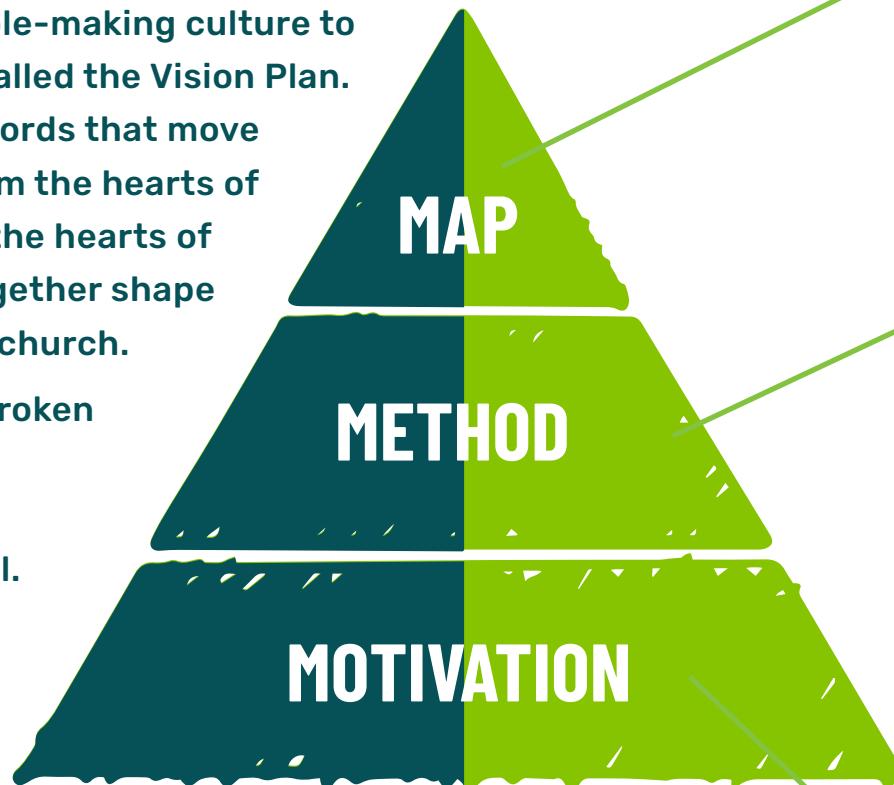 le-making culture to
alled the Vision Plan.
ords that move
m the hearts of
the hearts of
gether shape
church.
roken
l.
MAP
METHOD
MOTIVATION